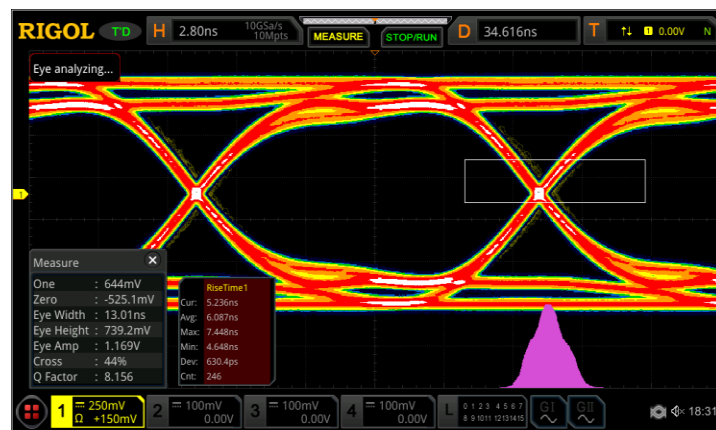 RIGOL T'D H 2.80ns 10GSa/s 10Mpts MEASURE STOP/RUN D 34.616ns T 1 0.00V N
Eye analyzing...
1
Measure
One : 644mV
Zero : -525.1mV
Eye Width : 13.01ns
Eye Height : 739.2mV
Eye Amp : 1.169V
Cross : 44%
Q Factor : 8.156
RiseTime1
Cur: 5.236ns
Avg: 6.087ns
Max: 7.448ns
Min: 4.648ns
Dev: 630.4ps
Cnt: 246
1 250mV Ω +150mV 2 100mV 0.00V 3 100mV 0.00V 4 100mV 0.00V L 0 1 2 3 4 5 6 7 8 9 10 11 12 13 14 15 GI GII 18:31